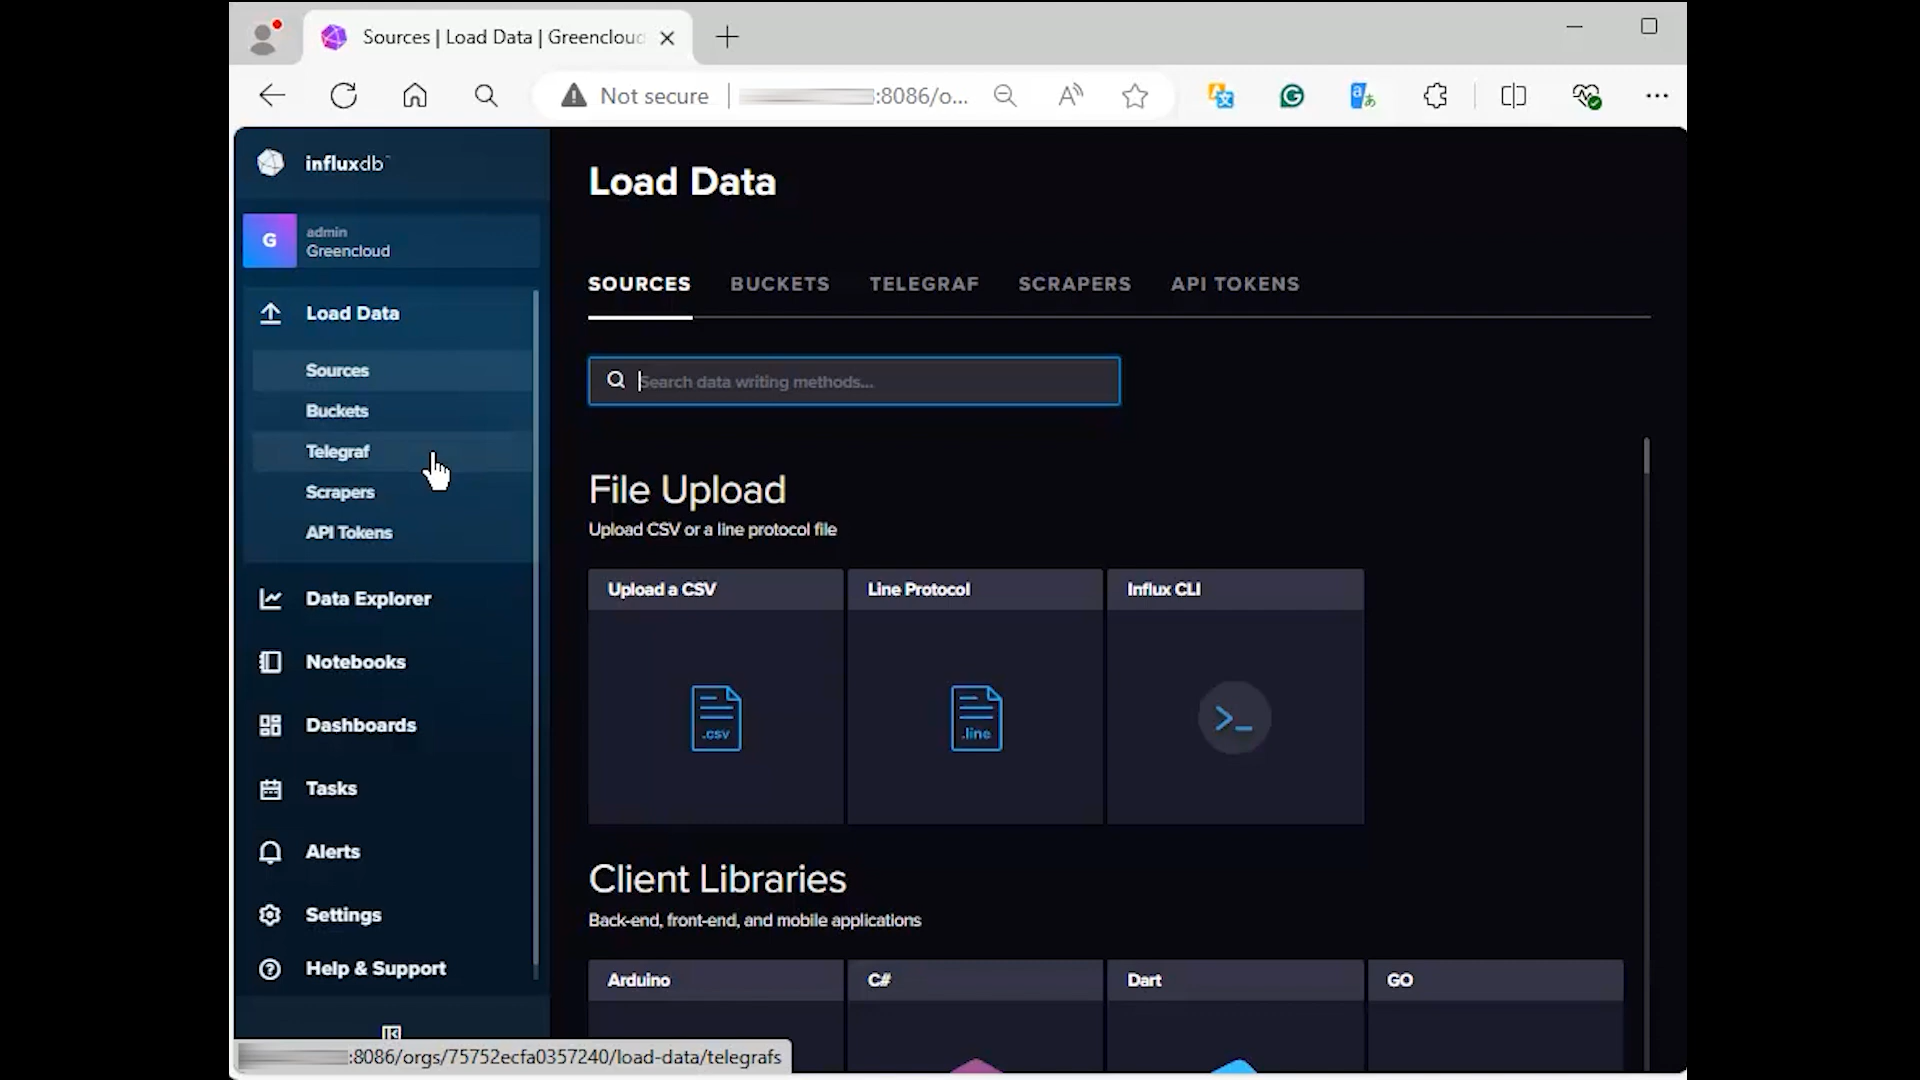 Sources | Load Data | Greencloud
Not secure
:8086/o...
influxdb
G
admin
Greencloud
Load Data
Sources
Buckets
Telegraf
Scrapers
API Tokens
Data Explorer
Notebooks
Dashboards
Tasks
Alerts
Settings
Help & Support
:8086/orgs/75752ecfa0357240/load-data/telegrafs
Load Data
SOURCES BUCKETS TELEGRAF SCRAPERS API TOKENS
Search data writing methods...
File Upload
Upload CSV or a line protocol file
Upload a CSV Line Protocol Influx CLI
.csv .line >_
Client Libraries
Back-end, front-end, and mobile applications
Arduino C# Dart GO